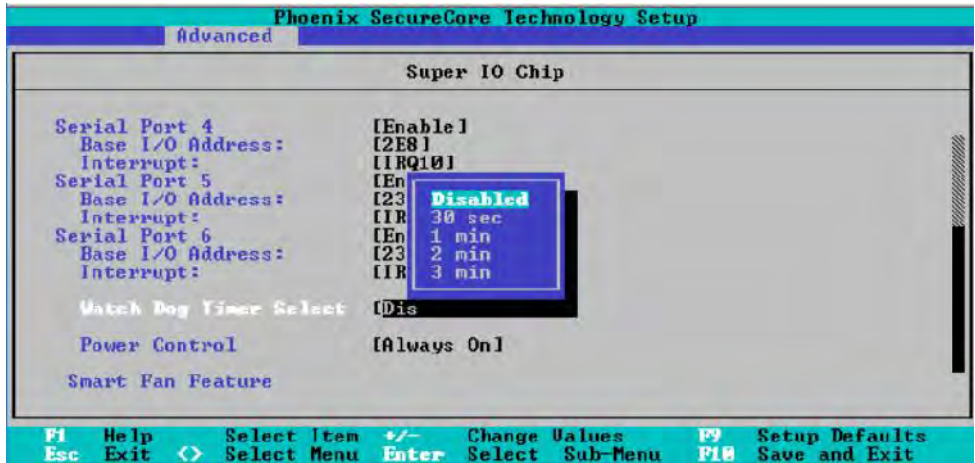 Phoenix SecureCore Technology Setup
Advanced
Super IO Chip
Serial Port 4 [Enable]
Base I/O Address: [2E8]
Interrupt: [IRQ10]
Serial Port 5 [En
Base I/O Address: [23
Interrupt: [IR
Serial Port 6 [En
Base I/O Address: [23
Interrupt: [IR
Disabled
30 sec
1 min
2 min
3 min
Watch Dog Timer Select [Dis
Power Control [Always On]
Smart Fan Feature
F1 Help Select Item +/- Change Values F9 Setup Defaults
Esc Exit <> Select Menu Enter Select Sub-Menu F10 Save and Exit